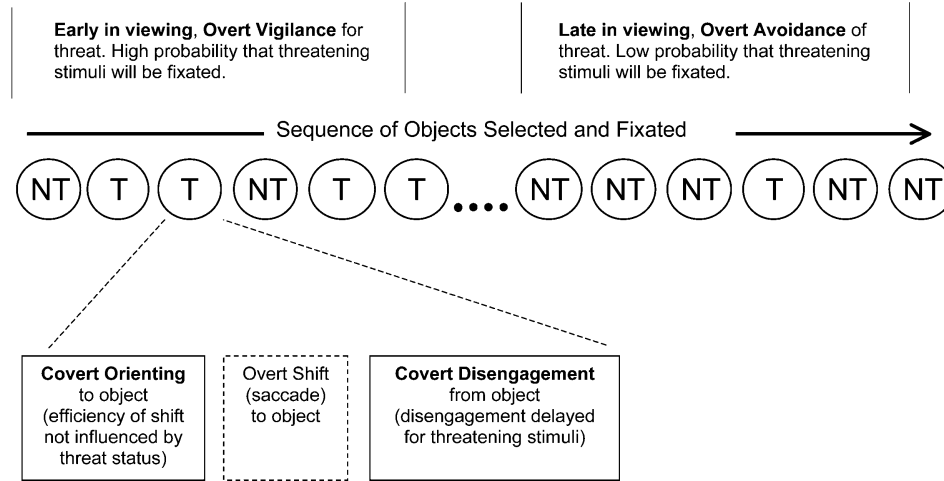 Early in viewing, Overt Vigilance for
threat. High probability that threatening
stimuli will be fixated.
Late in viewing, Overt Avoidance of
threat. Low probability that threatening
stimuli will be fixated.
Sequence of Objects Selected and Fixated
NT T T NT T T .... NT NT NT T NT NT
Covert Orienting
to object
(efficiency of shift
not influenced by
threat status)
Overt Shift
(saccade)
to object
Covert Disengagement
from object
(disengagement delayed
for threatening stimuli)